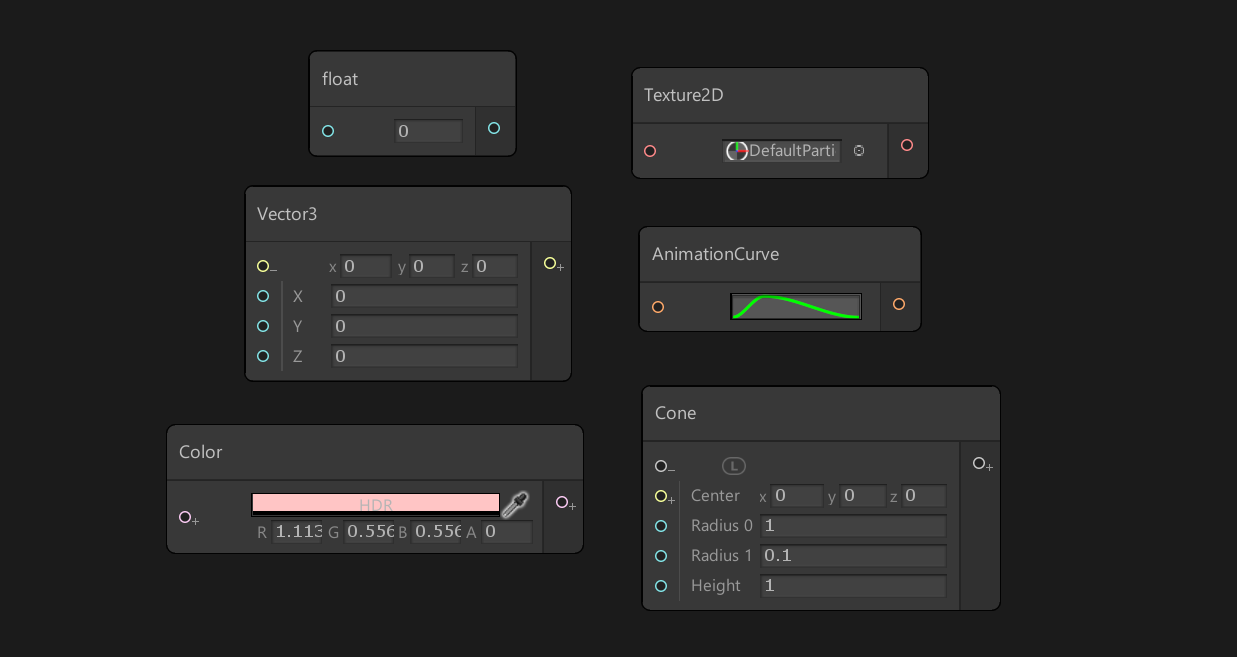 float
0
Texture2D
DefaultParti
Vector3
x 0 y 0 z 0
X 0
Y 0
Z 0
AnimationCurve
Color
HDR
R 1.113 G 0.556 B 0.556 A 0
Cone
L
Center x 0 y 0 z 0
Radius 0 1
Radius 1 0.1
Height 1